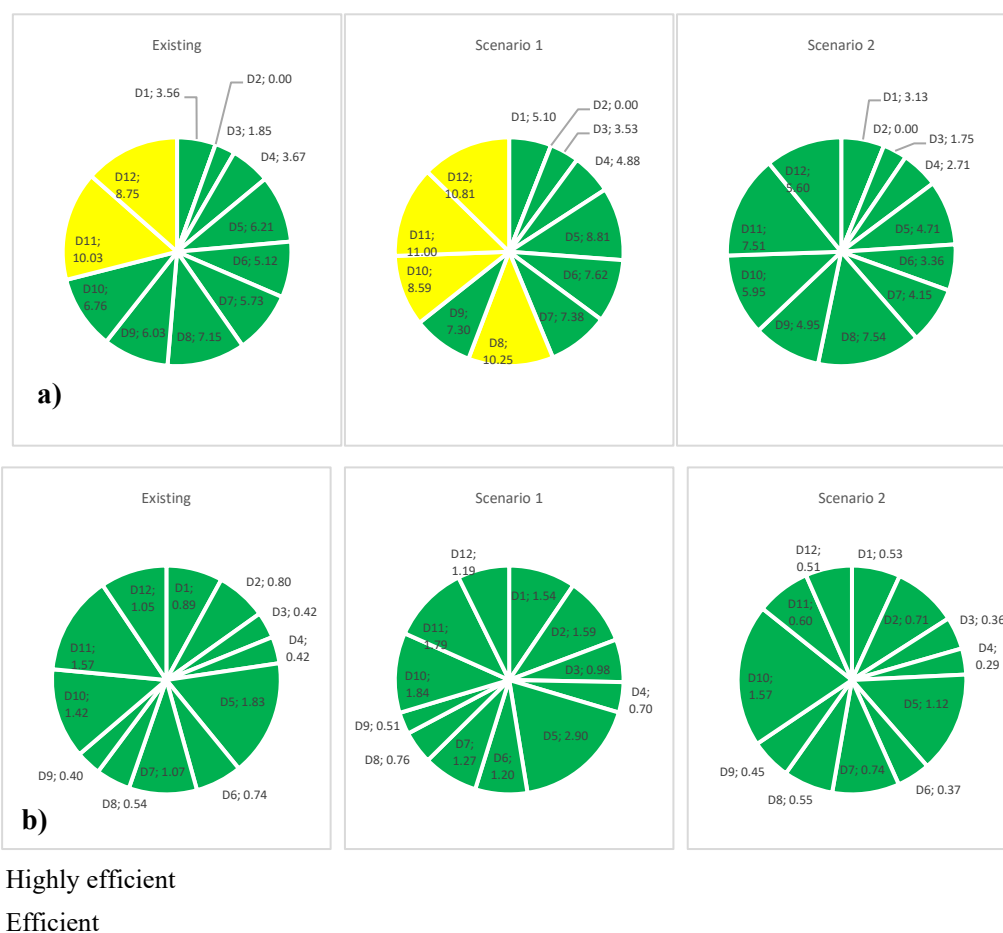 Existing
D1; 3.56
D2; 0.00
D3; 1.85
D4; 3.67
D5; 6.21
D6; 5.12
D7; 5.73
D8; 7.15
D9; 6.03
D10;
6.76
D11;
10.03
D12;
8.75
a)
Scenario 1
D1; 5.10
D2; 0.00
D3; 3.53
D4; 4.88
D5; 8.81
D6; 7.62
D7; 7.38
D8;
10.25
D9;
7.30
D10;
8.59
D11;
11.00
D12;
10.81
Scenario 2
D1; 3.13
D2; 0.00
D3; 1.75
D4; 2.71
D5; 4.71
D6; 3.36
D7; 4.15
D8; 7.54
D9; 4.95
D10;
5.95
D11;
7.51
D12;
5.60
Existing
D1;
0.89
D2; 0.80
D3; 0.42
D4;
0.42
D5; 1.83
D6; 0.74
D7; 1.07
D8; 0.54
D9; 0.40
D10;
1.42
D11;
1.57
D12;
1.05
b)
Scenario 1
D1; 1.54
D2; 1.59
D3; 0.98
D4;
0.70
D5; 2.90
D6;
1.20
D7;
1.27
D8; 0.76
D9; 0.51
D10;
1.84
D11;
1.79
D12;
1.19
Scenario 2
D1; 0.53
D2; 0.71
D3; 0.36
D4;
0.29
D5; 1.12
D6; 0.37
D7; 0.74
D8; 0.55
D9; 0.45
D10;
1.57
D11;
0.60
D12;
0.51
Highly efficient
Efficient